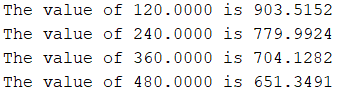 The value of 120.0000 is 903.5152
The value of 240.0000 is 779.9924
The value of 360.0000 is 704.1282
The value of 480.0000 is 651.3491